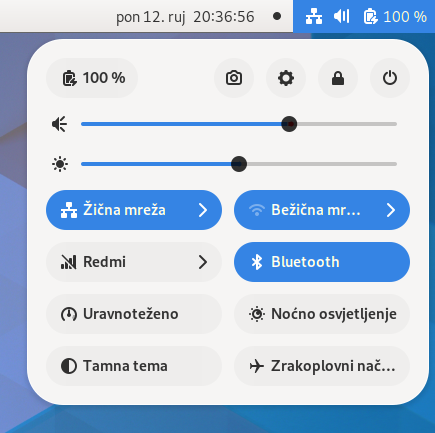 pon 12. ruj 20:36:56 100 %
100 %
Žična mreža Bežična mr...
Redmi Bluetooth
Uravnoteženo Noćno osvjetljenje
Tamna tema Zrakoplovni nač...